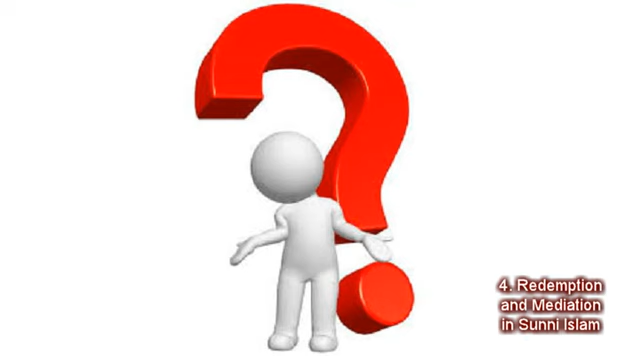 4. Redemption
and Mediation
in Sunni Islam